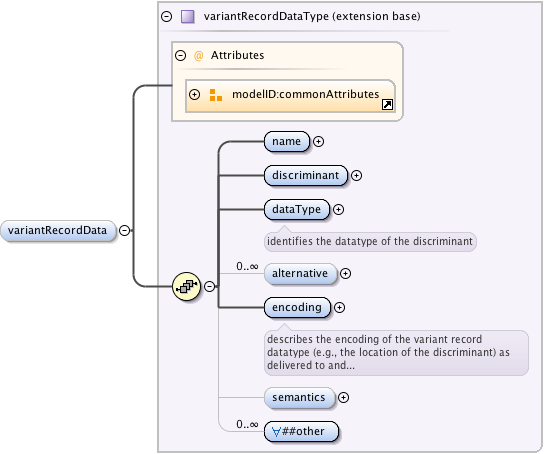 variantRecordDataType (extension base)
@ Attributes
modelID:commonAttributes
name
discriminant
dataType
variantRecordData
identifies the datatype of the discriminant
0..∞
alternative
encoding
describes the encoding of the variant record
datatype (e.g., the location of the discriminant) as
delivered to and...
semantics
0..∞
∀##other